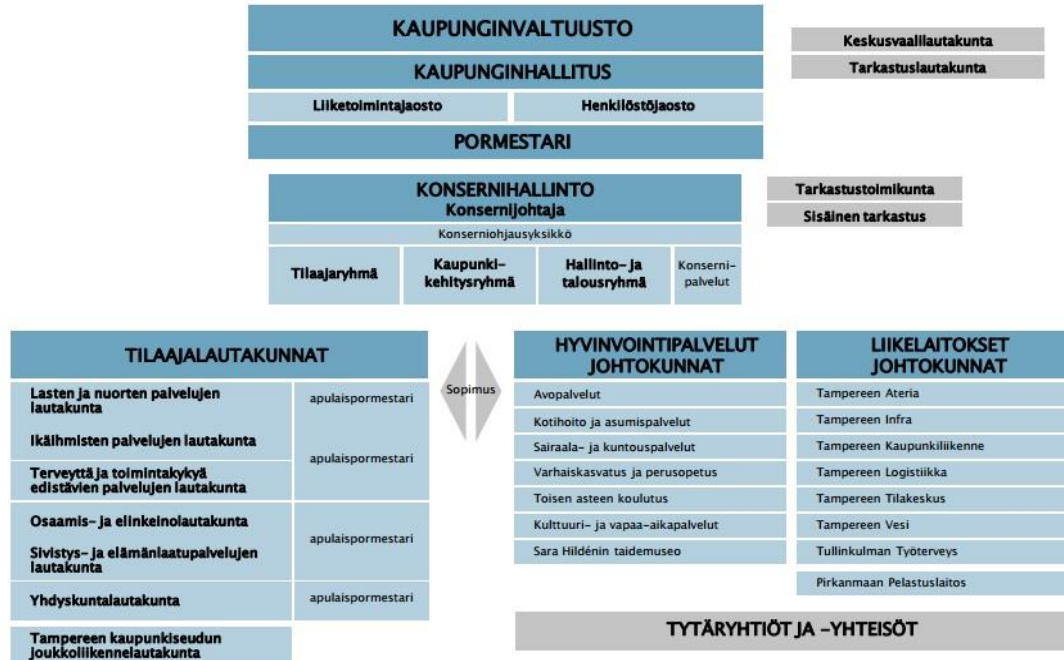 KAUPUNGINVALTUUSTO
KAUPUNGINHALLITUS
Liiketoimintajaosto
Henkilöstöjaosto
PORMESTARI
Keskusvaalilautakunta
Tarkastuslautakunta
KONSERNIHALLINTO
Konsernijohtaja
Konserniohjausyksikkö
Tilaajaryhmä
Kaupunki-
kehitysryhmä
Hallinto- ja
talousryhmä
Konserni-
palvelut
Tarkastustoimikunta
Sisäinen tarkastus
TILAAJALAUTAKUNNAT
Lasten ja nuorten palvelujen
lautakunta
apulaispormestari
Ikäihmisten palvelujen lautakunta
Terveyttä ja toimintakykyä
edistävien palvelujen lautakunta
apulaispormestari
Osaamis- ja elinkeinolautakunta
Sivistys- ja elämänlaatupalvelujen
lautakunta
apulaispormestari
Yhdyskuntalautakunta
apulaispormestari
Tampereen kaupunkiseudun
joukkoliikennelautakunta
Sopimus
HYVINVOINTIPALVELUT
JOHTOKUNNAT
Avopalvelut
Kotihoito ja asumispalvelut
Sairaala- ja kuntouspalvelut
Varhaiskasvatus ja perusopetus
Toisen asteen koulutus
Kulttuuri- ja vapaa-aikapalvelut
Sara Hildénin taidemuseo
LIIKELAITOKSET
JOHTOKUNNAT
Tampereen Ateria
Tampereen Infra
Tampereen Kaupunkiliikenne
Tampereen Logistiikka
Tampereen Tilakeskus
Tampereen Vesi
Tullinkulman Työterveys
Pirkanmaan Pelastuslaitos
TYTÄRYHTIÖT JA -YHTEISÖT